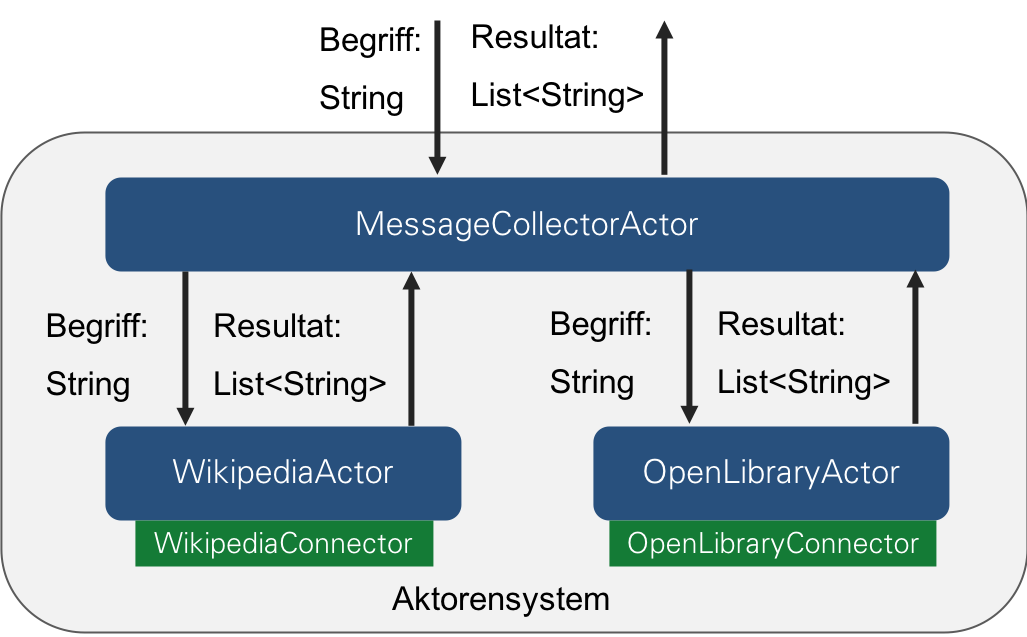 Begriff:
String
Resultat:
List<String>
MessageCollectorActor
Begriff:
String
Resultat:
List<String>
Begriff:
String
Resultat:
List<String>
WikipediaActor
OpenLibraryActor
WikipediaConnector
OpenLibraryConnector
Aktorensystem